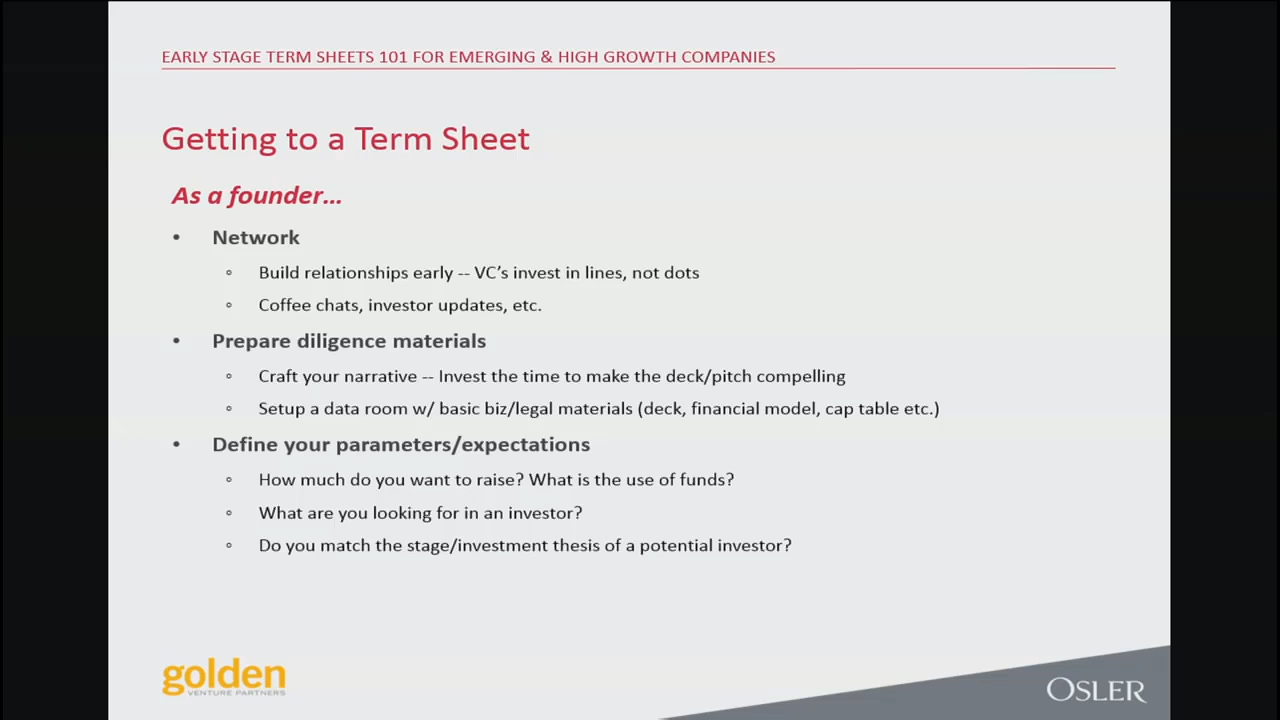 EARLY STAGE TERM SHEETS 101 FOR EMERGING & HIGH GROWTH COMPANIES
Getting to a Term Sheet
As a founder...
• Network
◦ Build relationships early -- VC's invest in lines, not dots
◦ Coffee chats, investor updates, etc.
• Prepare diligence materials
◦ Craft your narrative -- Invest the time to make the deck/pitch compelling
◦ Setup a data room w/ basic biz/legal materials (deck, financial model, cap table etc.)
• Define your parameters/expectations
◦ How much do you want to raise? What is the use of funds?
◦ What are you looking for in an investor?
◦ Do you match the stage/investment thesis of a potential investor?
golden
VENTURE PARTNERS
OSLER